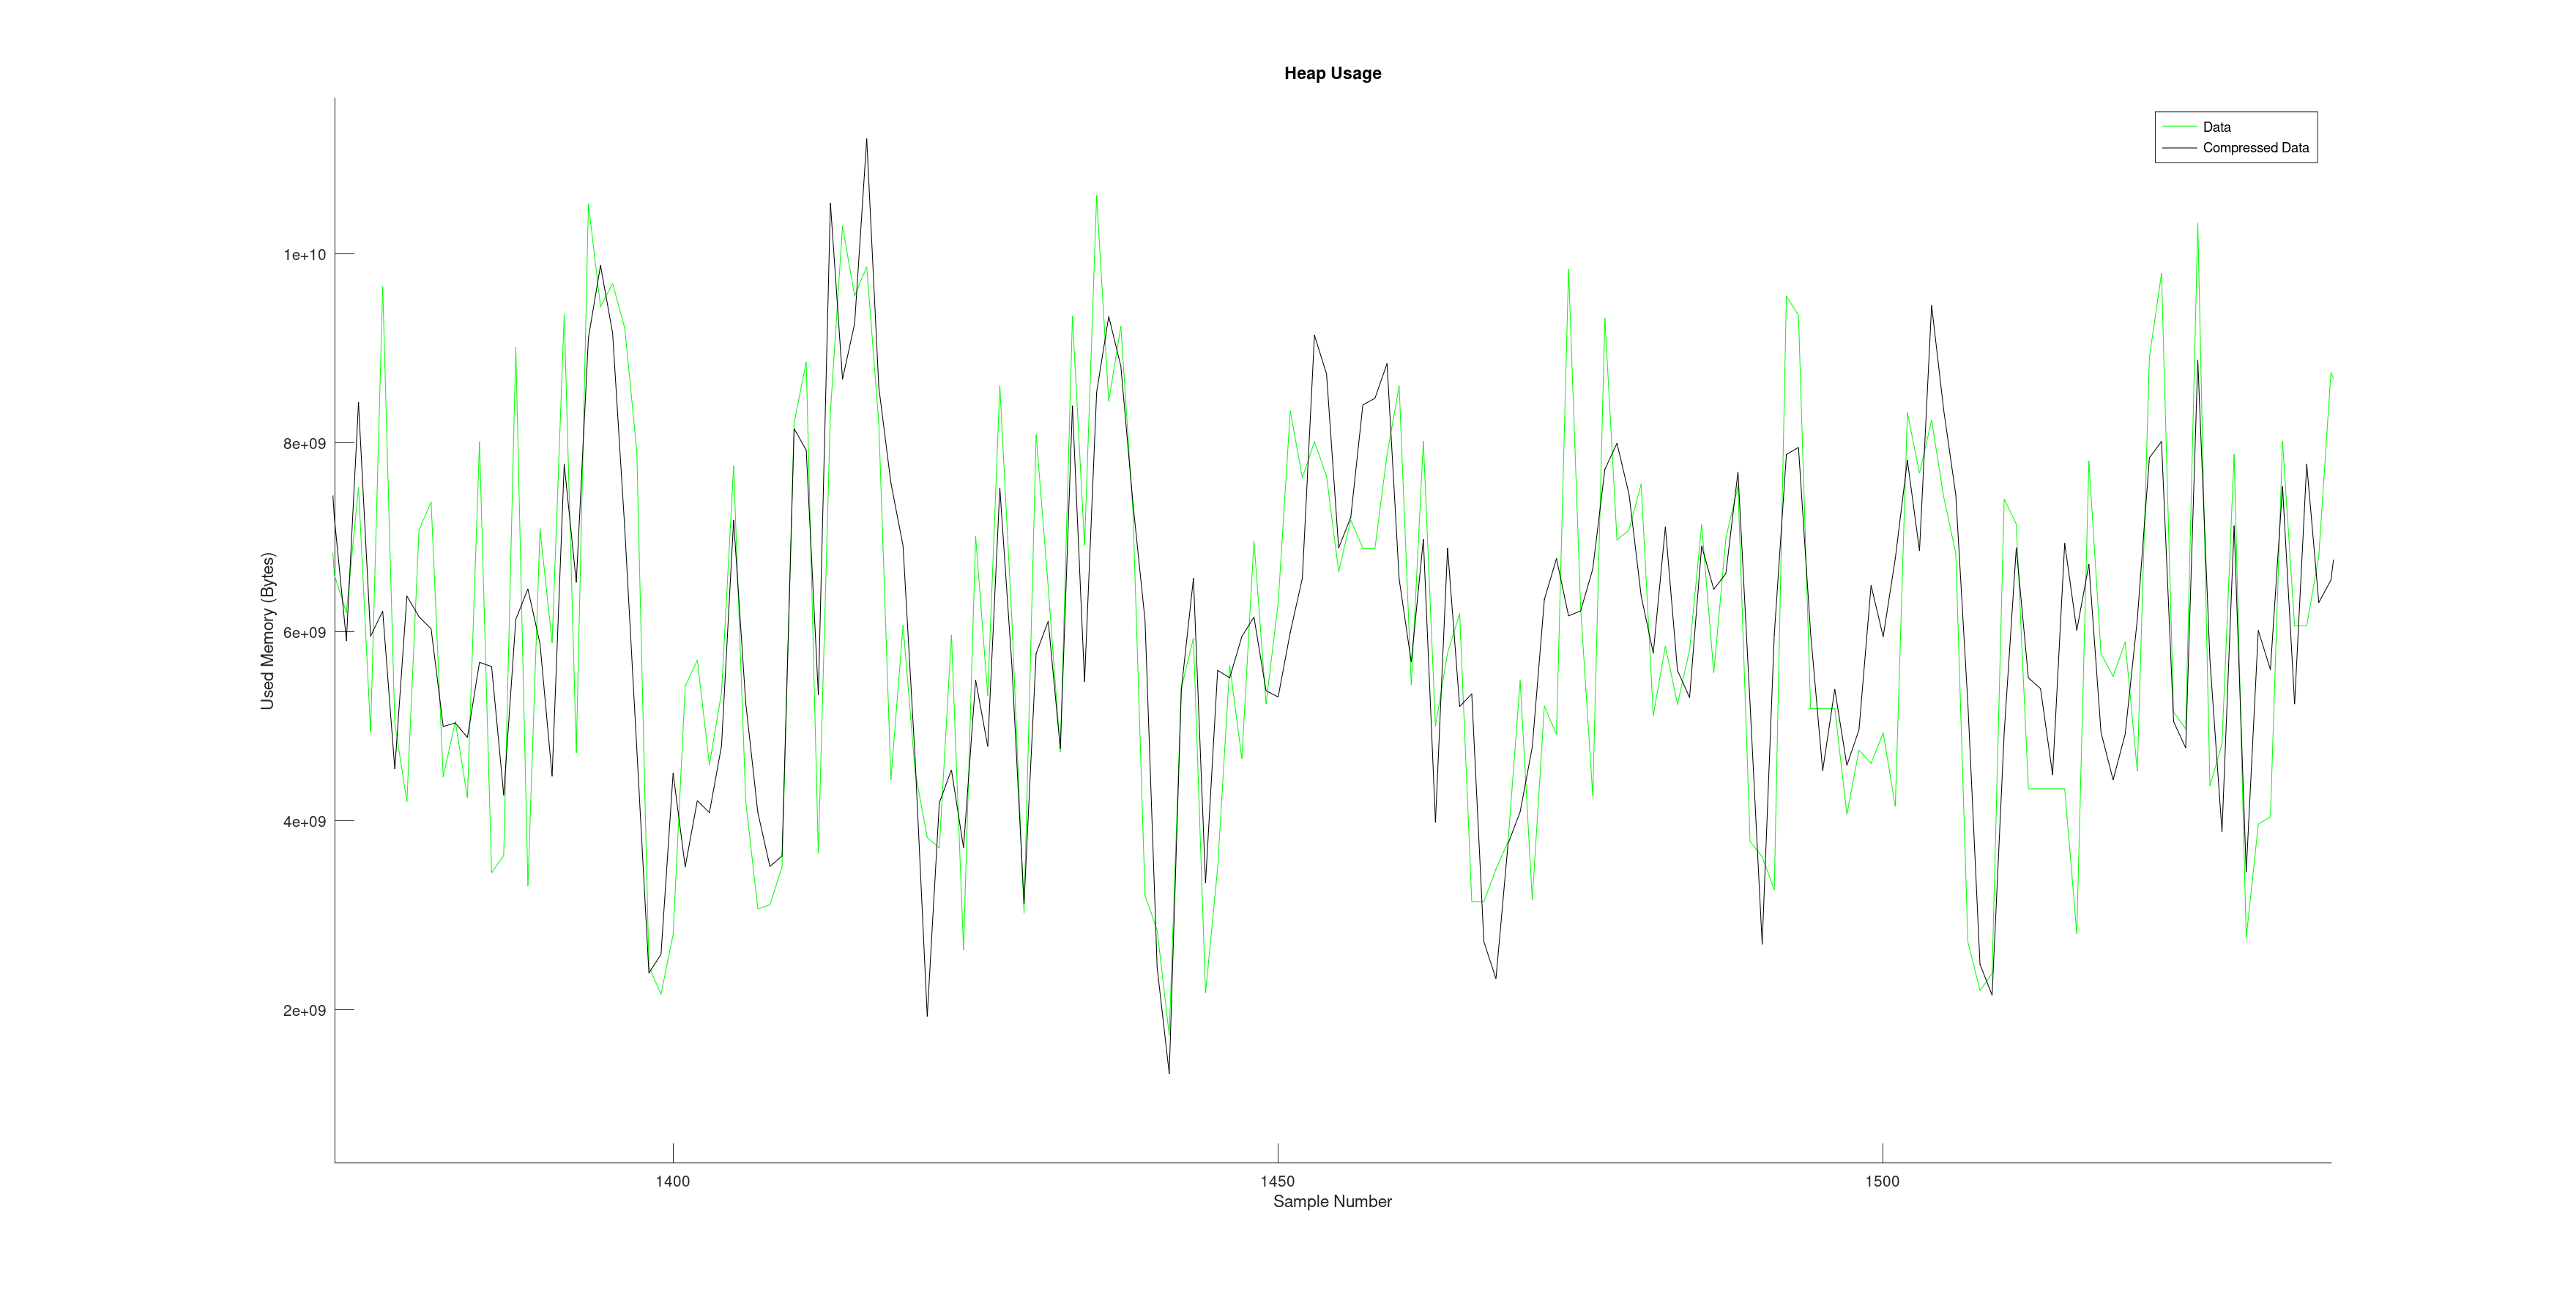 Heap Usage
Data
Compressed Data
1e+10
8e+09
6e+09
4e+09
2e+09
Used Memory (Bytes)
1400
1450
1500
Sample Number